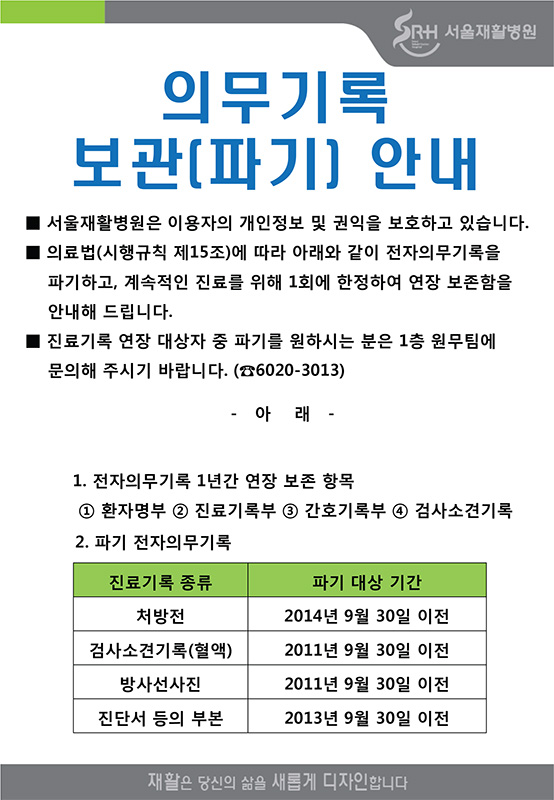 SRH 서울재활병원
의무기록
보관(파기) 안내
■ 서울재활병원은 이용자의 개인정보 및 권익을 보호하고 있습니다.
■ 의료법(시행규칙 제15조)에 따라 아래와 같이 전자의무기록을
파기하고, 계속적인 진료를 위해 1회에 한정하여 연장 보존함을
안내해 드립니다.
■ 진료기록 연장 대상자 중 파기를 원하시는 분은 1층 원무팀에
문의해 주시기 바랍니다. (☎6020-3013)
- 아 래 -
1. 전자의무기록 1년간 연장 보존 항목
① 환자명부 ② 진료기록부 ③ 간호기록부 ④ 검사소견기록
2. 파기 전자의무기록
진료기록 종류 파기 대상 기간
처방전 2014년 9월 30일 이전
검사소견기록(혈액) 2011년 9월 30일 이전
방사선사진 2011년 9월 30일 이전
진단서 등의 부본 2013년 9월 30일 이전
재활은 당신의 삶을 새롭게 디자인합니다